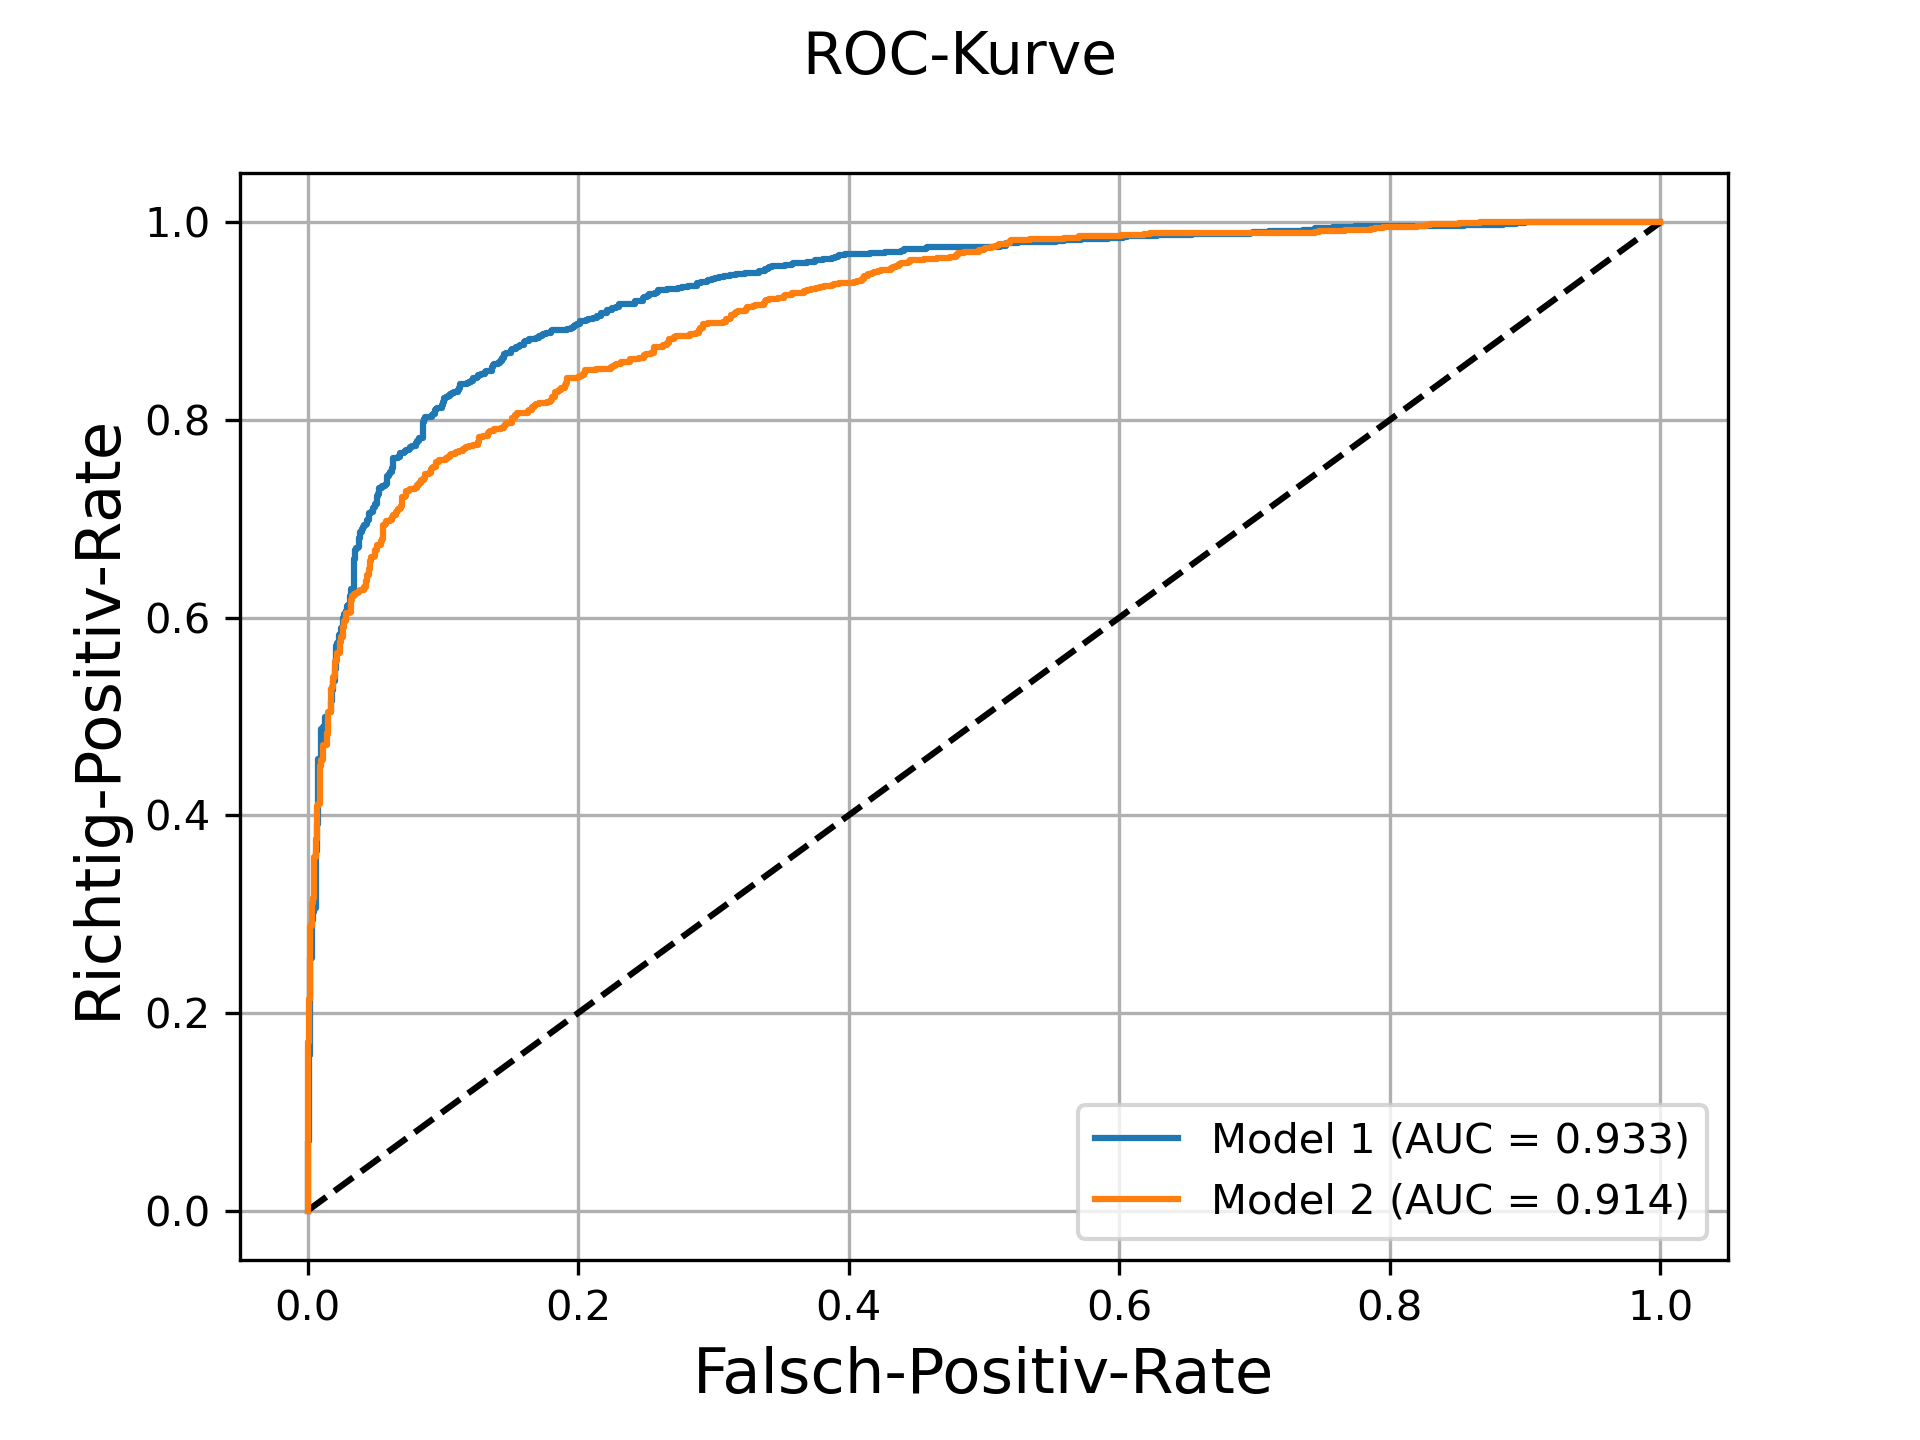 ROC-Kurve
Richtig-Positiv-Rate
1.0
0.8
0.6
0.4
0.2
0.0
0.0 0.2 0.4 0.6 0.8 1.0
Falsch-Positiv-Rate
Model 1 (AUC = 0.933)
Model 2 (AUC = 0.914)